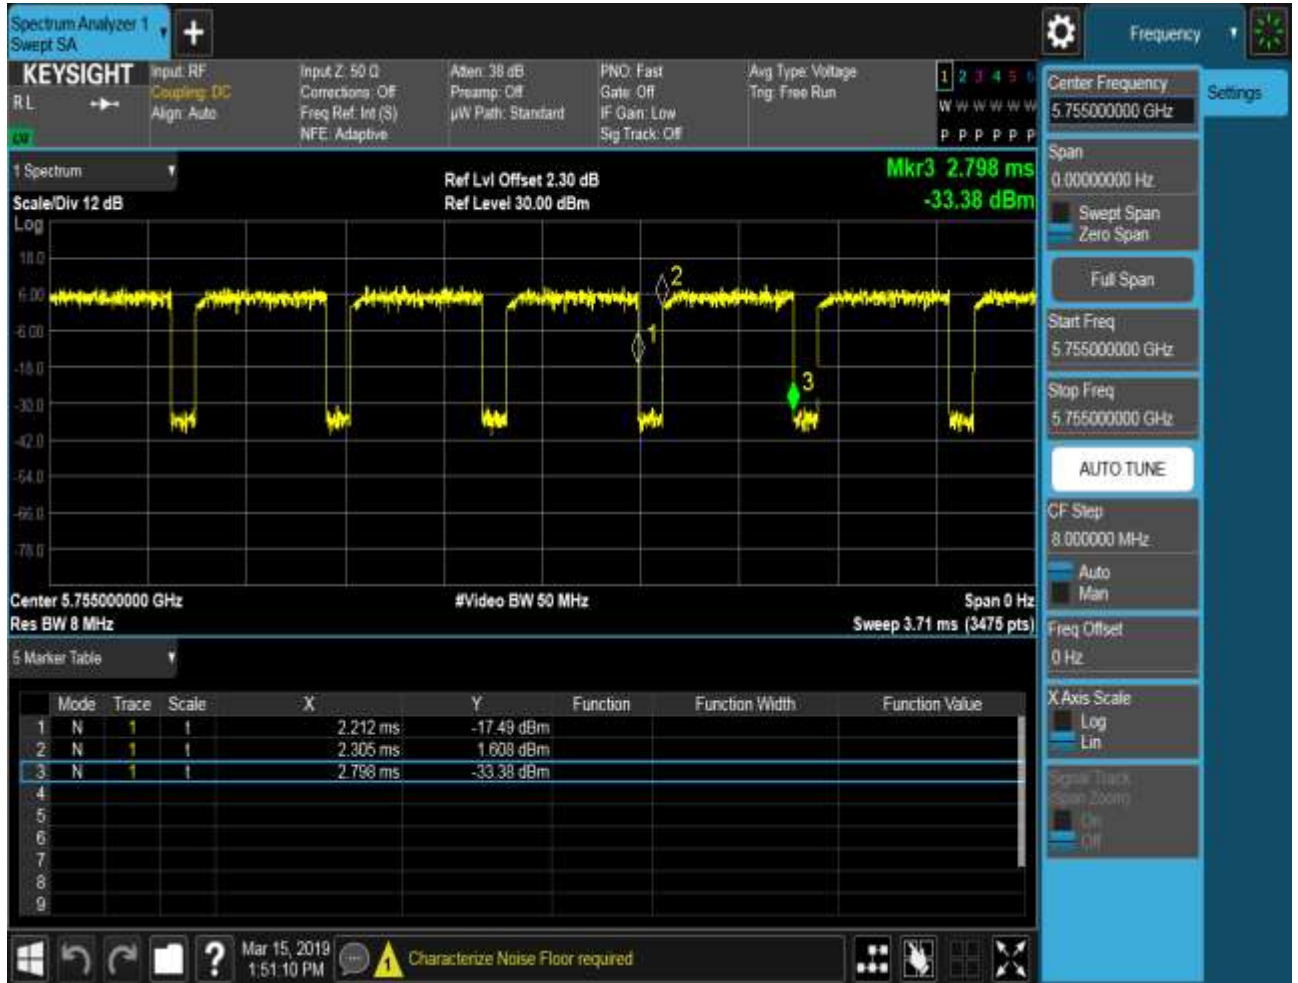 Spectrum Analyzer 1
Swept SA
+
Frequency
KEYSIGHT
RL
Input: RF
Coupling: DC
Align: Auto
Input Z: 50 Ω
Corrections: Off
Freq Ref: Int (S)
NFE: Adaptive
Atten: 38 dB
Preamp: Off
µW Path: Standard
PNO: Fast
Gate: Off
IF Gain: Low
Sig Track: Off
Avg Type: Voltage
Trig: Free Run
1 2 3 4 5 6
W W W W W W
P P P P P P
1 Spectrum
Scale/Div 12 dB
Log
Ref Lvl Offset 2.30 dB
Ref Level 30.00 dBm
Mkr3 2.798 ms
-33.38 dBm
18.0
6.00
-6.00
-18.0
-30.0
-42.0
-54.0
-66.0
-78.0
2
1
3
Center 5.755000000 GHz
Res BW 8 MHz
#Video BW 50 MHz
Span 0 Hz
Sweep 3.71 ms (3475 pts)
5 Marker Table
Mode Trace Scale X Y Function Function Width Function Value
1 N 1 t 2.212 ms -17.49 dBm
2 N 1 t 2.305 ms 1.608 dBm
3 N 1 t 2.798 ms -33.38 dBm
4
5
6
7
8
9
Mar 15, 2019
1:51:10 PM
?
1
Characterize Noise Floor required
Center Frequency
5.755000000 GHz
Settings
Span
0.00000000 Hz
Swept Span
Zero Span
Full Span
Start Freq
5.755000000 GHz
Stop Freq
5.755000000 GHz
AUTO TUNE
CF Step
8.000000 MHz
Auto
Man
Freq Offset
0 Hz
X Axis Scale
Log
Lin
Signal Track
(Span Zoom)
On
Off